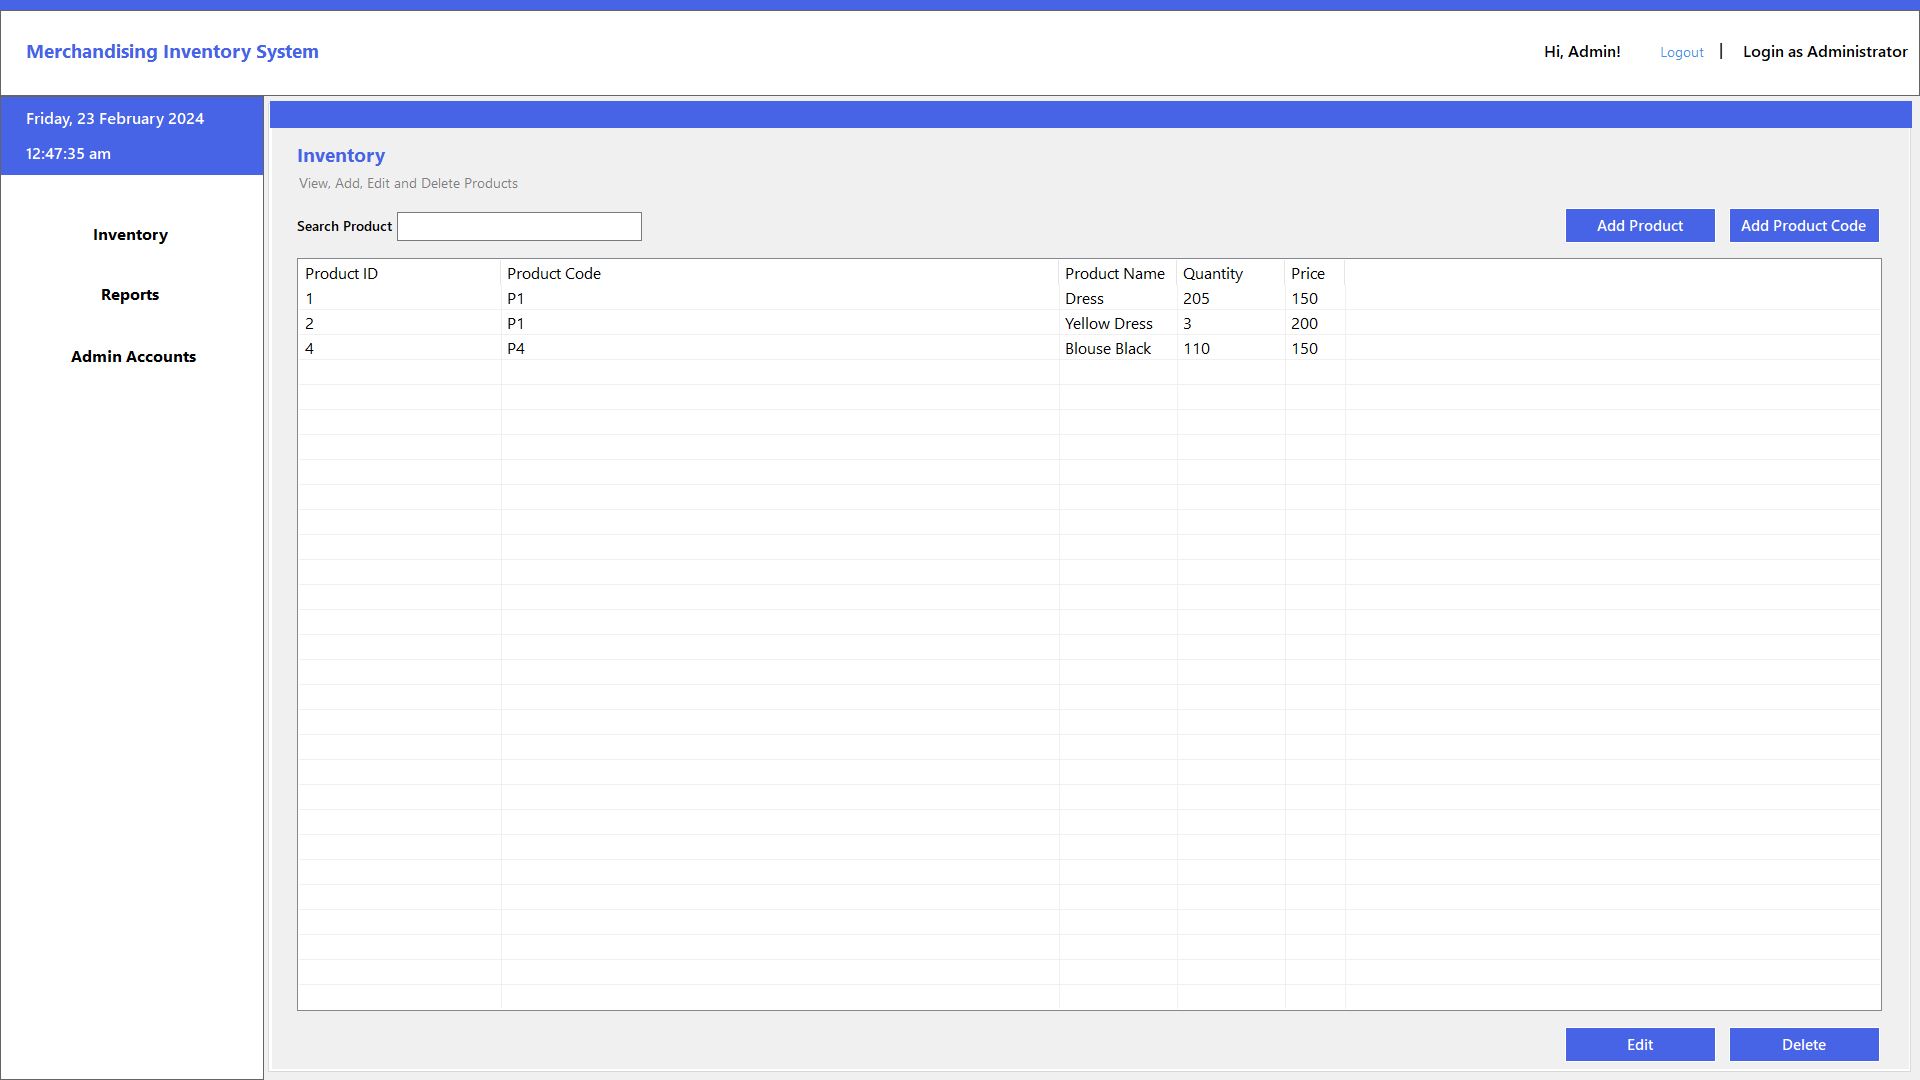 Merchandising Inventory System
Hi, Admin! Logout | Login as Administrator
Friday, 23 February 2024
12:47:35 am
Inventory
Reports
Admin Accounts
Inventory
View, Add, Edit and Delete Products
Search Product
Add Product Add Product Code
Product ID Product Code Product Name Quantity Price
1 P1 Dress 205 150
2 P1 Yellow Dress 3 200
4 P4 Blouse Black 110 150
Edit Delete